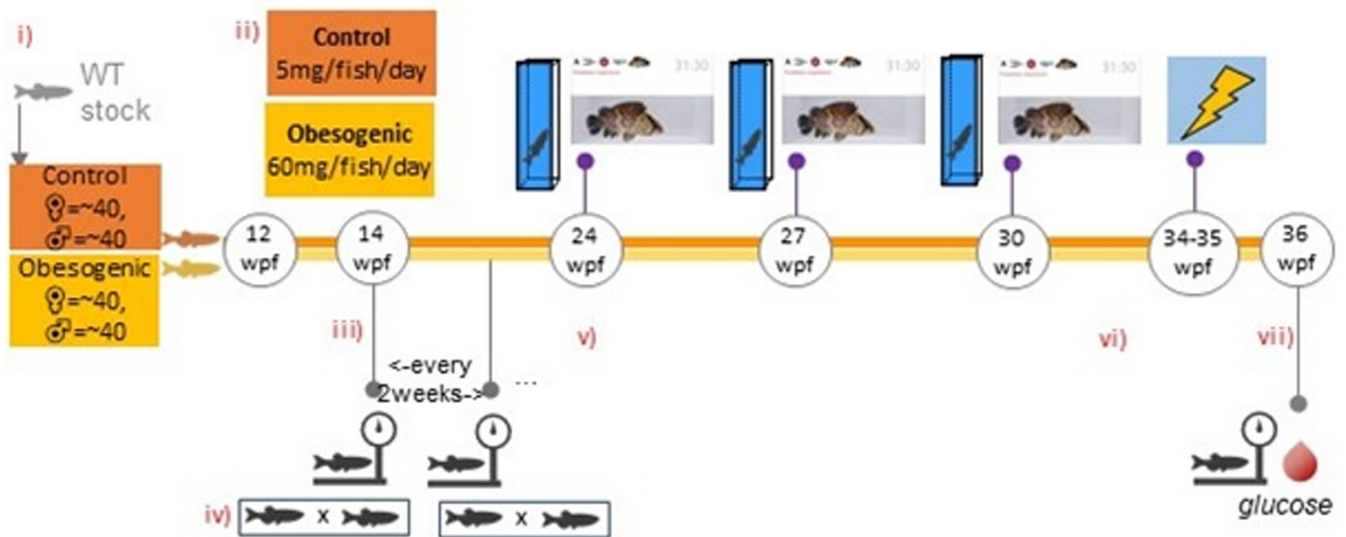 i)
WT
stock
Control
=~40,
=~40
Obesogenic
=~40,
=~40
ii)
Control
5mg/fish/day
Obesogenic
60mg/fish/day
31:30
31:30
31:30
12
wpf
14
wpf
24
wpf
27
wpf
30
wpf
34-35
wpf
36
wpf
iii)
<-every
2weeks->
...
iv)
x
x
v)
vi)
vii)
glucose